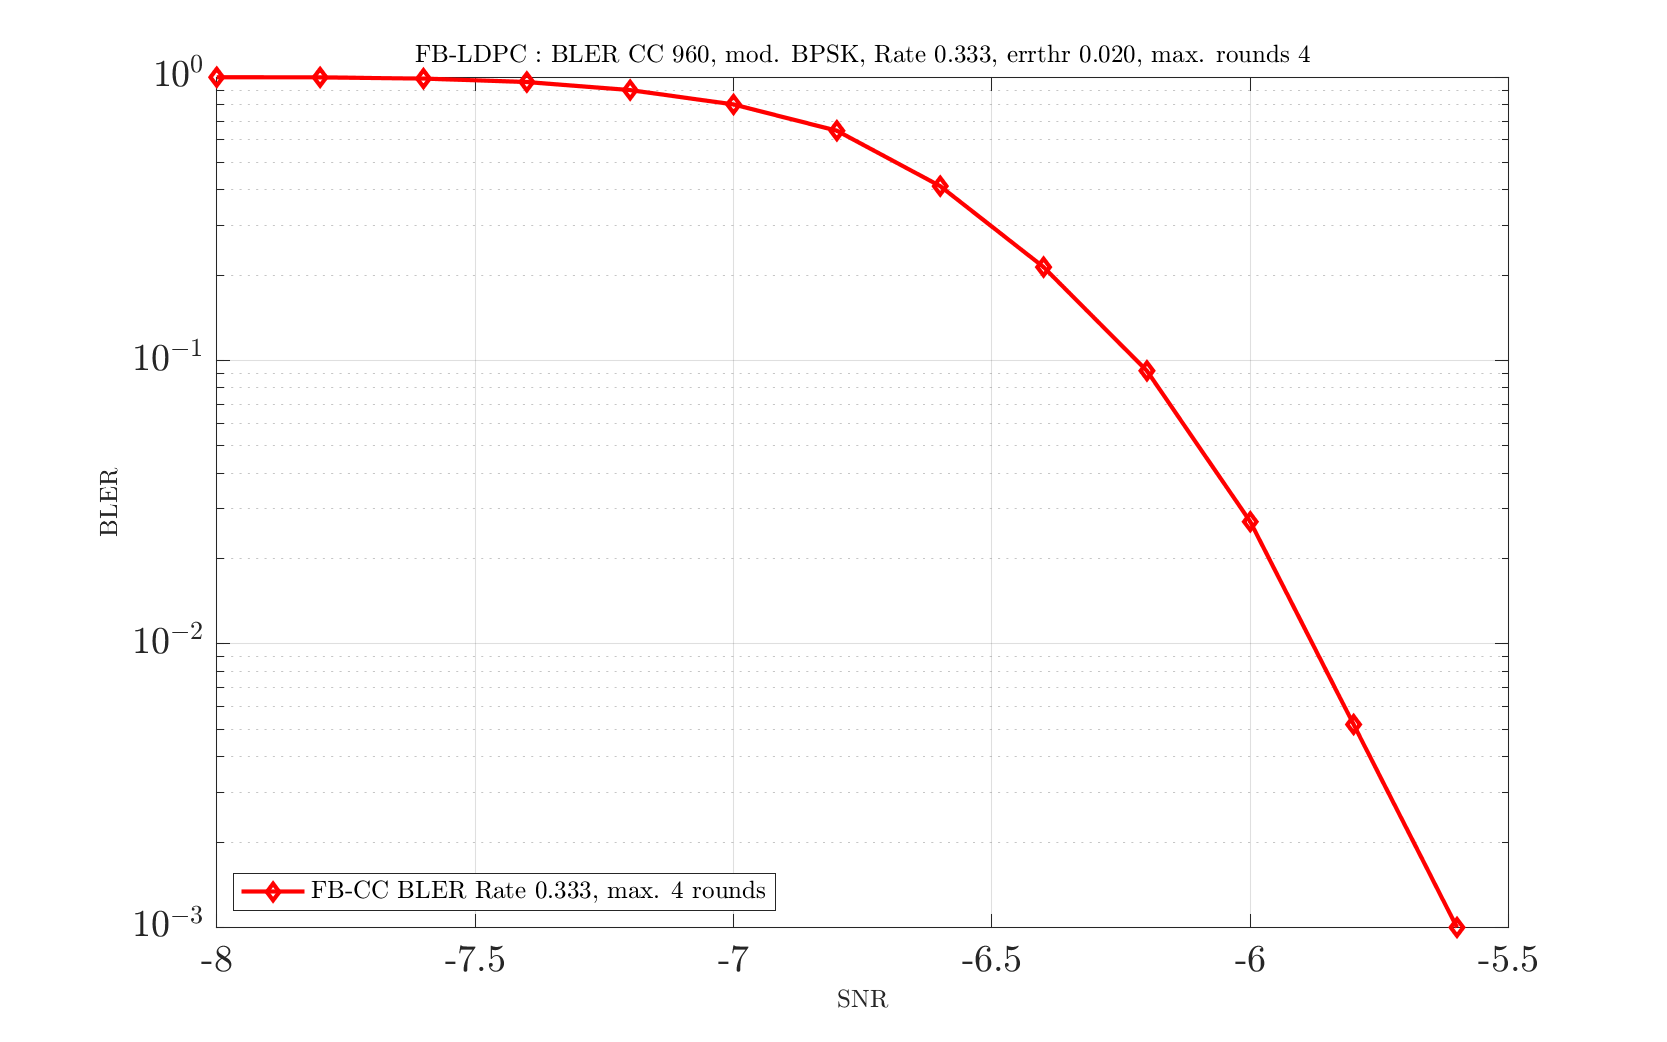 FB-LDPC : BLER CC 960, mod. BPSK, Rate 0.333, errthr 0.020, max. rounds 4
10^0
10^{-1}
10^{-2}
10^{-3}
BLER
FB-CC BLER Rate 0.333, max. 4 rounds
-8 -7.5 -7 -6.5 -6 -5.5
SNR